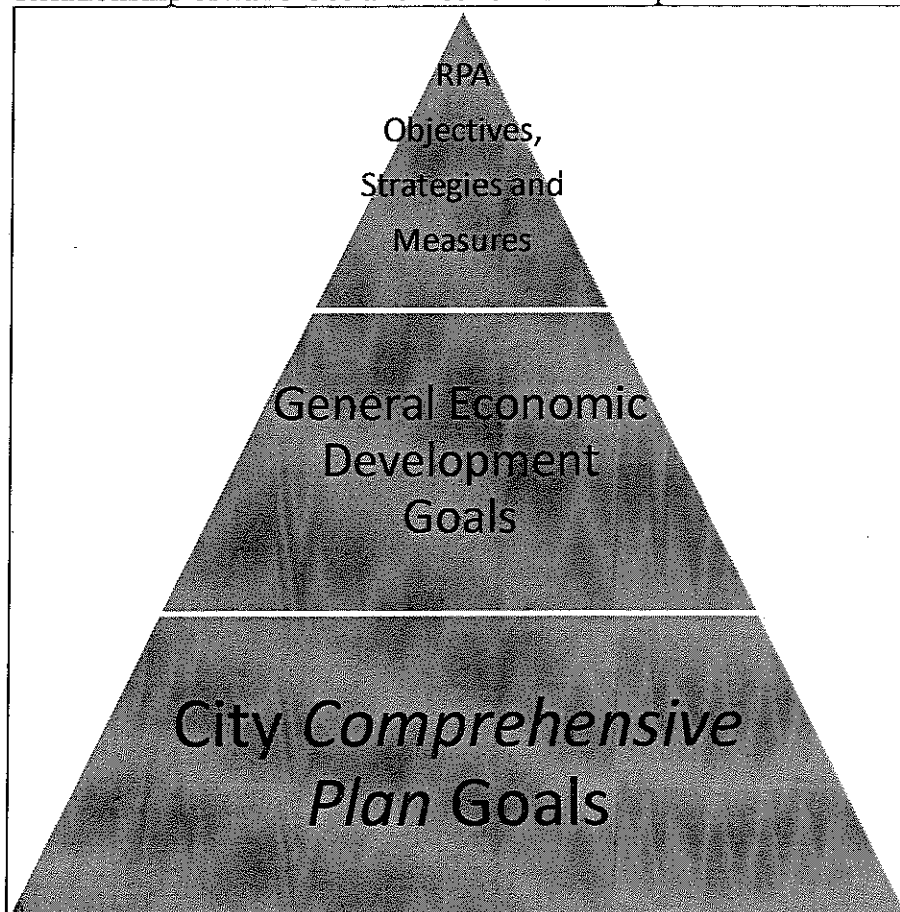 RPA
Objectives,
Strategies and
Measures
General Economic
Development
Goals
City Comprehensive
Plan Goals